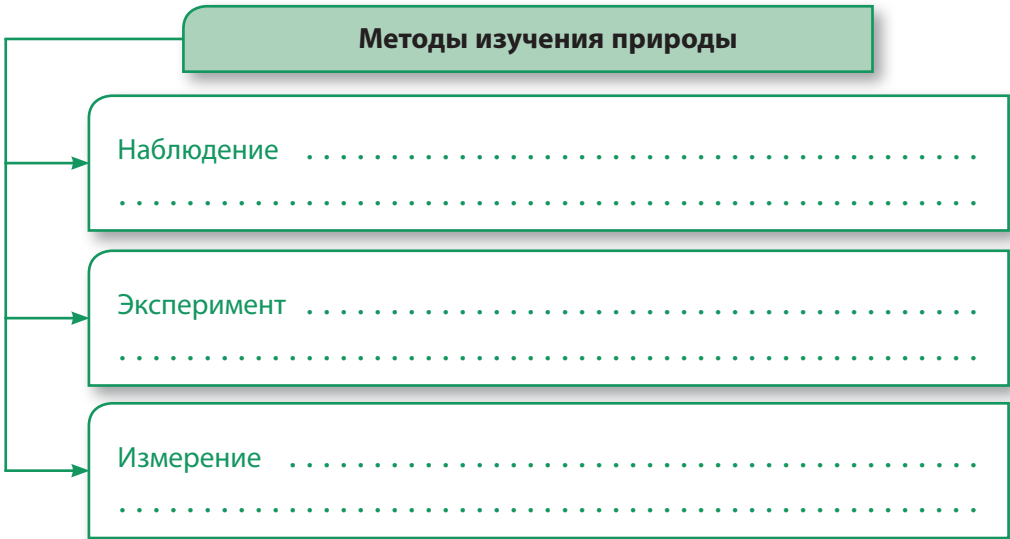 Методы изучения природы
Наблюдение . . . . . . . . . . . . . . . . . . . . . . . . . . . . . . . . . . . . . . . . . . . . . . . .
. . . . . . . . . . . . . . . . . . . . . . . . . . . . . . . . . . . . . . . . . . . . . . . . . . . . . . . . . . . . .
Эксперимент . . . . . . . . . . . . . . . . . . . . . . . . . . . . . . . . . . . . . . . . . . . . . . . .
. . . . . . . . . . . . . . . . . . . . . . . . . . . . . . . . . . . . . . . . . . . . . . . . . . . . . . . . . . . . .
Измерение . . . . . . . . . . . . . . . . . . . . . . . . . . . . . . . . . . . . . . . . . . . . . . . . .
. . . . . . . . . . . . . . . . . . . . . . . . . . . . . . . . . . . . . . . . . . . . . . . . . . . . . . . . . . . . .